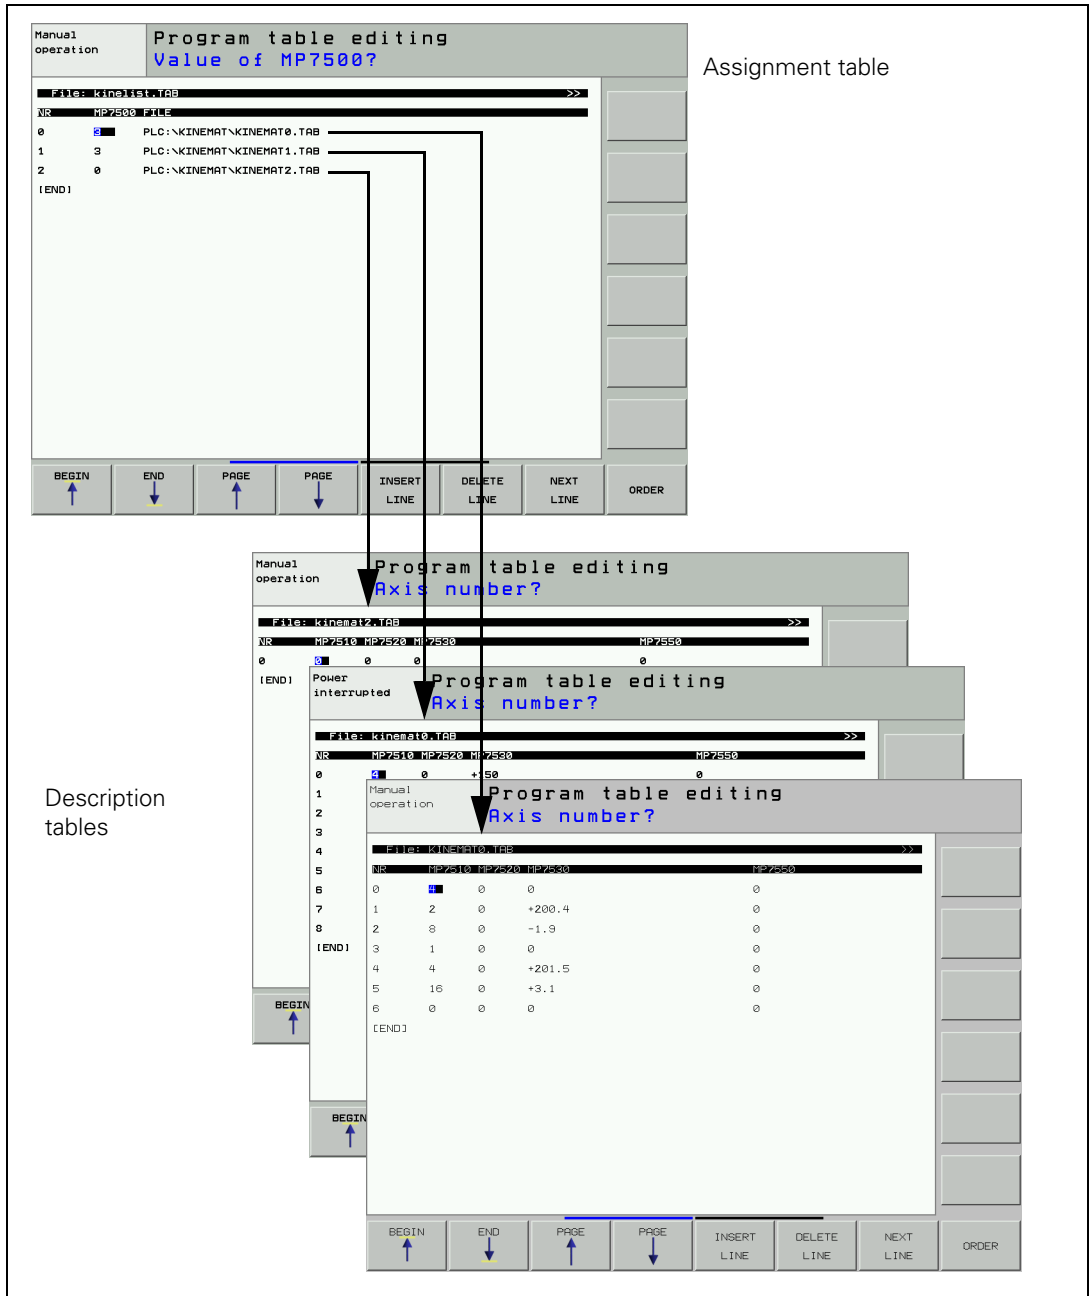 Manual
operation
Program table editing
Value of MP7500?
Assignment table
File: kinelist.TAB >>
NR MP7500 FILE
0 3 PLC:\KINEMAT\KINEMAT0.TAB
1 3 PLC:\KINEMAT\KINEMAT1.TAB
2 0 PLC:\KINEMAT\KINEMAT2.TAB
[END]
BEGIN END PAGE PAGE INSERT LINE DELETE LINE NEXT LINE ORDER
Manual
operation
Program table editing
Axis number?
File: kinemat2.TAB >>
NR MP7510 MP7520 MP7530 MP7550
0 0 0 0 0
[END]
BEGIN
Power
interrupted
Program table editing
Axis number?
File: kinemat0.TAB >>
NR MP7510 MP7520 MP7530 MP7550
0 4 0 +150 0
1
2
3
4
5
6
7
8
[END]
BEGIN
Description
tables
Manual
operation
Program table editing
Axis number?
File: KINEMAT0.TAB >>
NR MP7510 MP7520 MP7530 MP7550
0 4 0 0 0
1 2 0 +200.4 0
2 8 0 -1.9 0
3 1 0 0 0
4 4 0 +201.5 0
5 16 0 +3.1 0
6 0 0 0 0
[END]
BEGIN END PAGE PAGE INSERT LINE DELETE LINE NEXT LINE ORDER